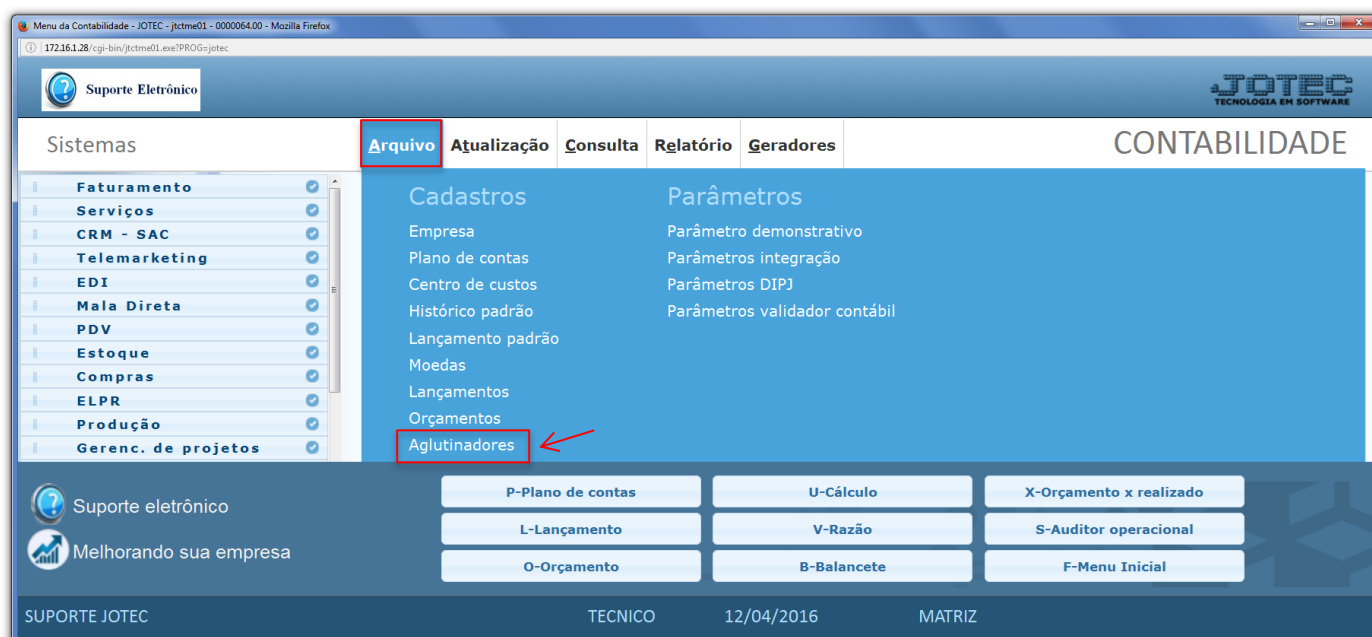 Menu da Contabilidade - JOTEC - jtctme01 - 0000064.00 - Mozilla Firefox
172.16.1.28/cgi-bin/jtctme01.exe?PROG=jotec
Suporte Eletrônico
JOTEC
TECNOLOGIA EM SOFTWARE
Sistemas
Arquivo Atualização Consulta Relatório Geradores
CONTABILIDADE
Faturamento
Serviços
CRM - SAC
Telemarketing
EDI
Mala Direta
PDV
Estoque
Compras
ELPR
Produção
Gerenc. de projetos
Cadastros
Empresa
Plano de contas
Centro de custos
Histórico padrão
Lançamento padrão
Moedas
Lançamentos
Orçamentos
Aglutinadores
Parâmetros
Parâmetro demonstrativo
Parâmetros integração
Parâmetros DIPJ
Parâmetros validador contábil
Suporte eletrônico
Melhorando sua empresa
P-Plano de contas U-Cálculo X-Orçamento x realizado
L-Lançamento V-Razão S-Auditor operacional
O-Orçamento B-Balancete F-Menu Inicial
SUPORTE JOTEC TECNICO 12/04/2016 MATRIZ